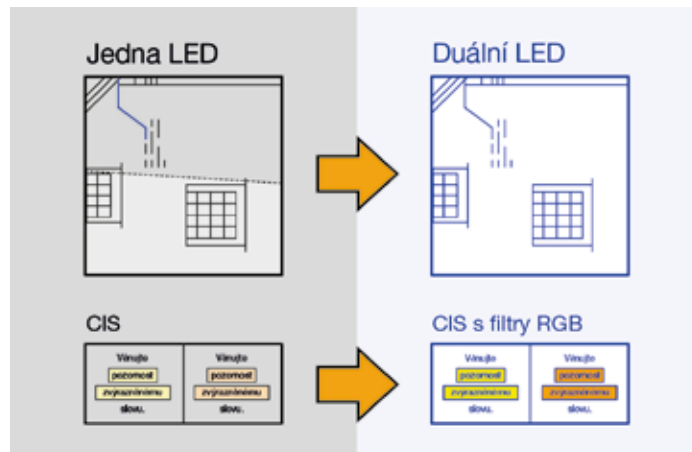 Jedna LED
Duální LED
CIS
Věnujte
pozornost
zvýrazněnému
slovu.
Věnujte
pozornost
zvýrazněnému
slovu.
CIS s filtry RGB
Věnujte
pozornost
zvýrazněnému
slovu.
Věnujte
pozornost
zvýrazněnému
slovu.